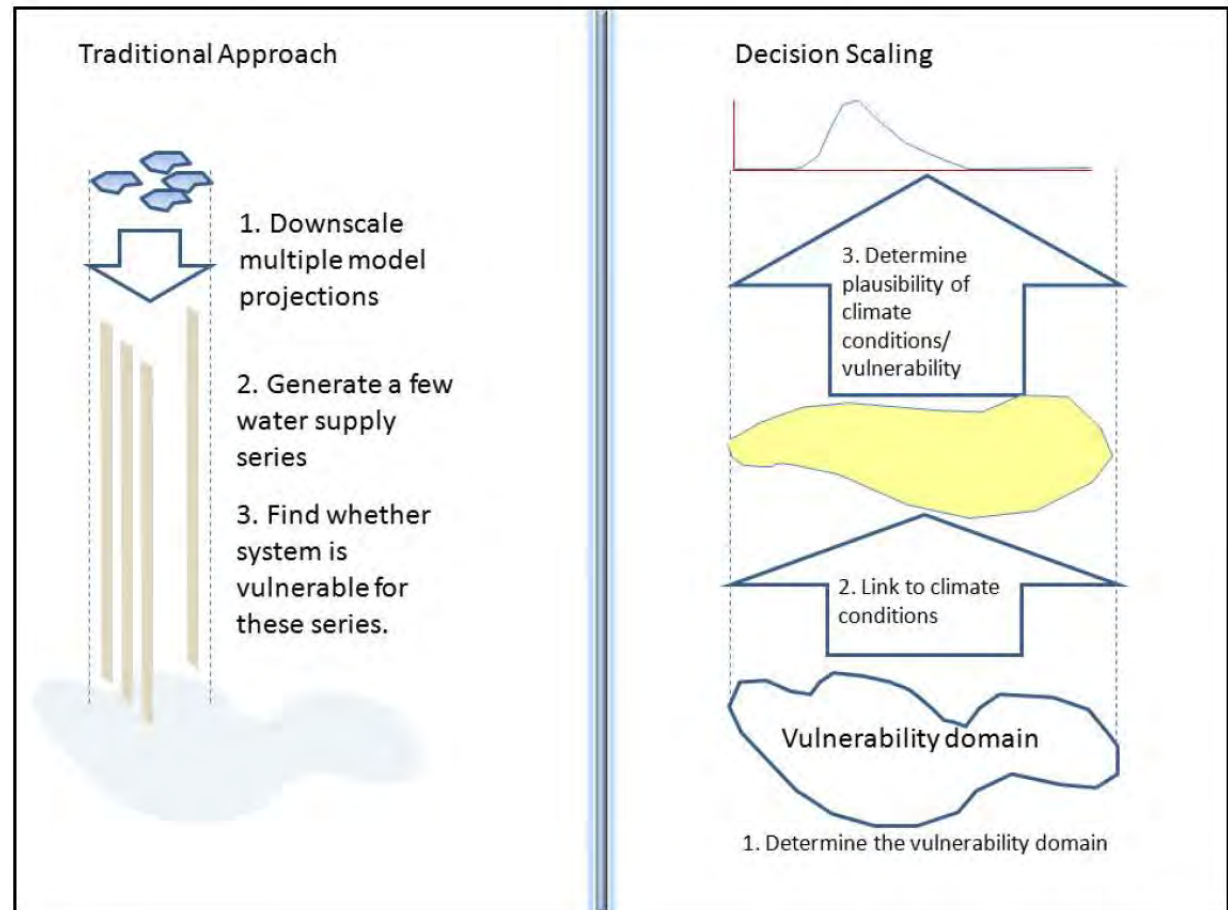 Traditional Approach
1. Downscale
multiple model
projections
2. Generate a few
water supply
series
3. Find whether
system is
vulnerable for
these series.
Decision Scaling
3. Determine
plausibility of
climate
conditions/
vulnerability
2. Link to climate
conditions
Vulnerability domain
1. Determine the vulnerability domain